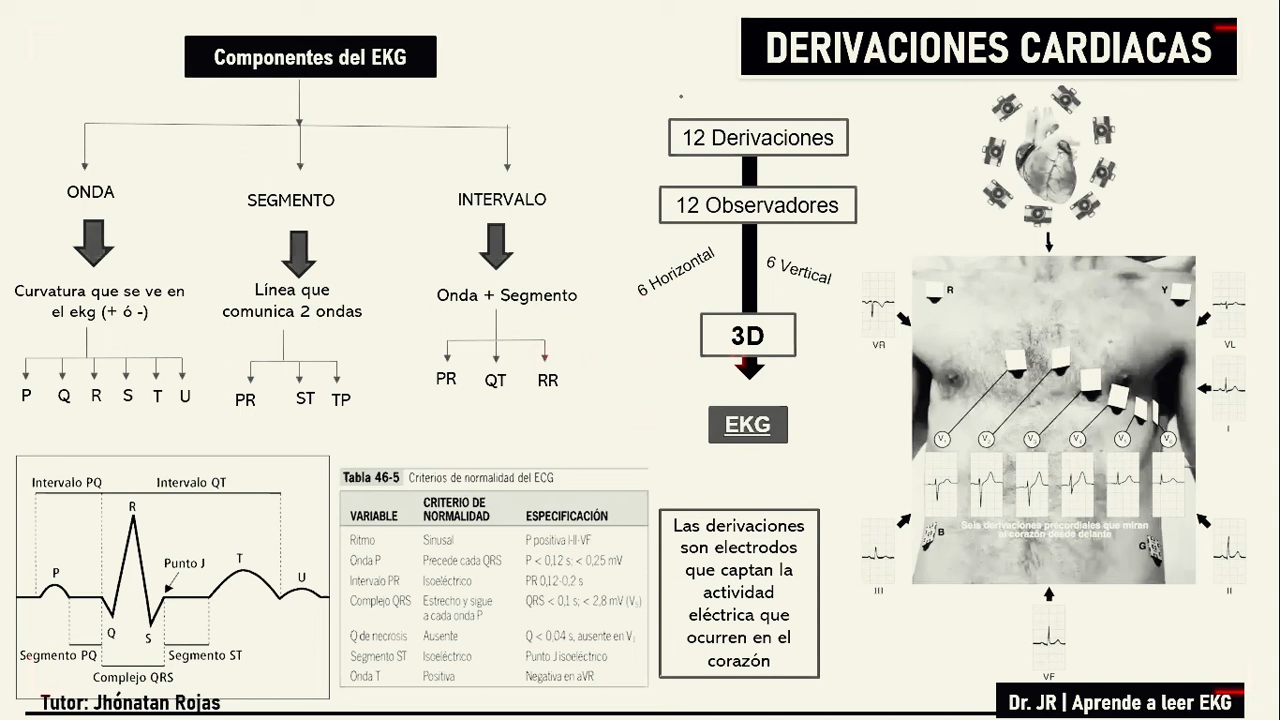 Componentes del EKG
DERIVACIONES CARDIACAS
ONDA
SEGMENTO
INTERVALO
Curvatura que se ve en
el ekg (+ ó -)
Línea que
comunica 2 ondas
Onda + Segmento
P Q R S T U
PR ST TP
PR QT RR
12 Derivaciones
12 Observadores
6 Horizontal
6 Vertical
3D
EKG
Las derivaciones
son electrodos
que captan la
actividad
eléctrica que
ocurren en el
corazón
R
Y
VR
VL
I
B
G
III
II
VF
Seis derivaciones precordiales que miran
el corazón desde delante
Intervalo PQ
Intervalo QT
R
P
Punto J
T
U
Q
S
Segmento PQ
Segmento ST
Complejo QRS
Tabla 46-5 Criterios de normalidad del ECG
VARIABLE CRITERIO DE NORMALIDAD ESPECIFICACIÓN
Ritmo Sinusal P positiva I-II-VF
Onda P Precede cada QRS P < 0,12 s; < 0,25 mV
Intervalo PR Isoeléctrico PR 0,12-0,2 s
Complejo QRS Estrecho y sigue a cada onda P QRS < 0,1 s; < 2,8 mV
Q de necrosis Ausente Q < 0,04 s, ausente en
Segmento ST Isoeléctrico Punto J isoeléctrico
Onda T Positiva Negativa en aVR
Tutor: Jhónatan Rojas
Dr. JR | Aprende a leer EKG